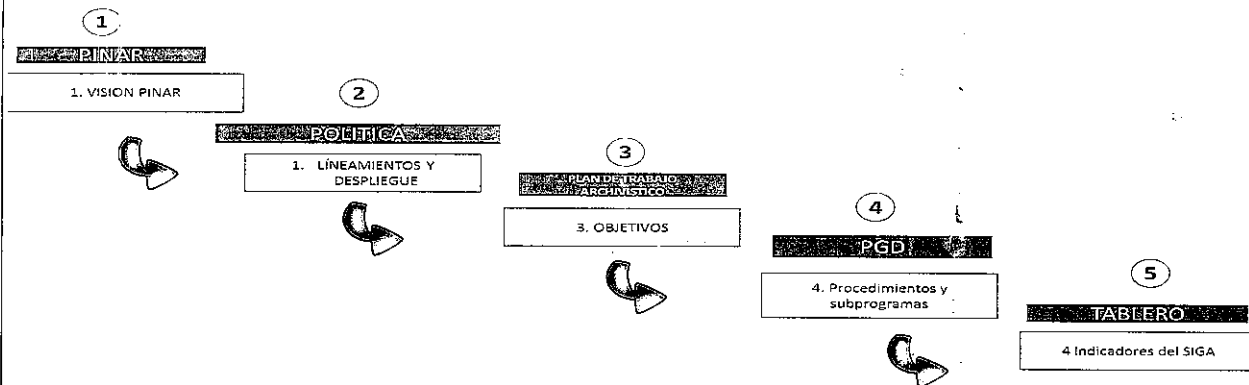 1
PINAR
1. VISION PINAR
2
POLITICA
1. LÍNEAMIENTOS Y
DESPLIEGUE
3
PLAN DE TRABAJO
ARCHIVISTICO
3. OBJETIVOS
4
PGD
4. Procedimientos y
subprogramas
5
TABLERO
4 Indicadores del SIGA